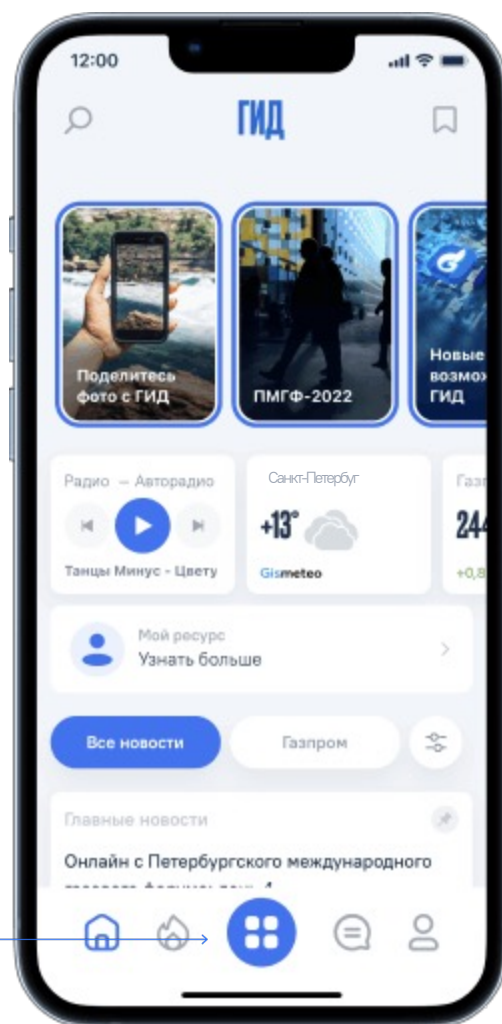 12:00
ГИД
Поделитесь
фото с ГИД
ПМГФ-2022
Новые
возмож
ГИД
Радио – Авторадио
Танцы Минус - Цвету
Санкт-Петербуг
+13°
Gismeteo
Газп
244
+0,8
Мой ресурс
Узнать больше
Все новости
Газпром
Главные новости
Онлайн с Петербургского международного